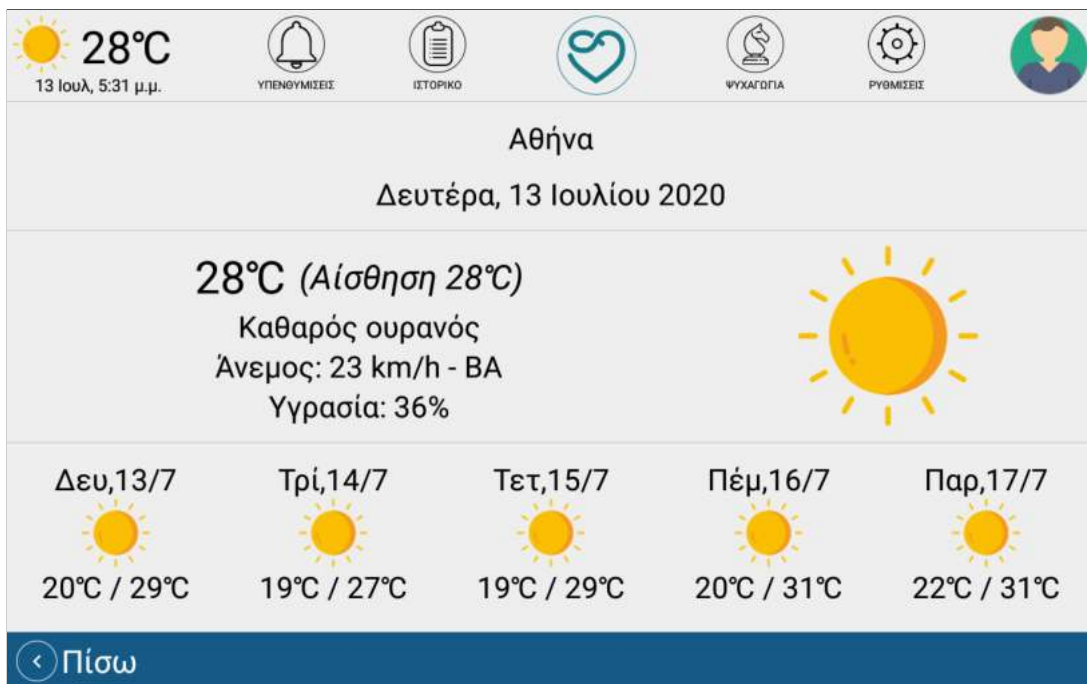 28°C
13 Ιουλ, 5:31 μ.μ.
ΥΠΕΝΘΥΜΙΣΕΙΣ
ΙΣΤΟΡΙΚΟ
ΨΥΧΑΓΩΓΙΑ
ΡΥΘΜΙΣΕΙΣ
Αθήνα
Δευτέρα, 13 Ιουλίου 2020
28°C (Αίσθηση 28°C)
Καθαρός ουρανός
Άνεμος: 23 km/h - ΒΑ
Υγρασία: 36%
Δευ,13/7 Τρί,14/7 Τετ,15/7 Πέμ,16/7 Παρ,17/7
20°C / 29°C 19°C / 27°C 19°C / 29°C 20°C / 31°C 22°C / 31°C
Πίσω